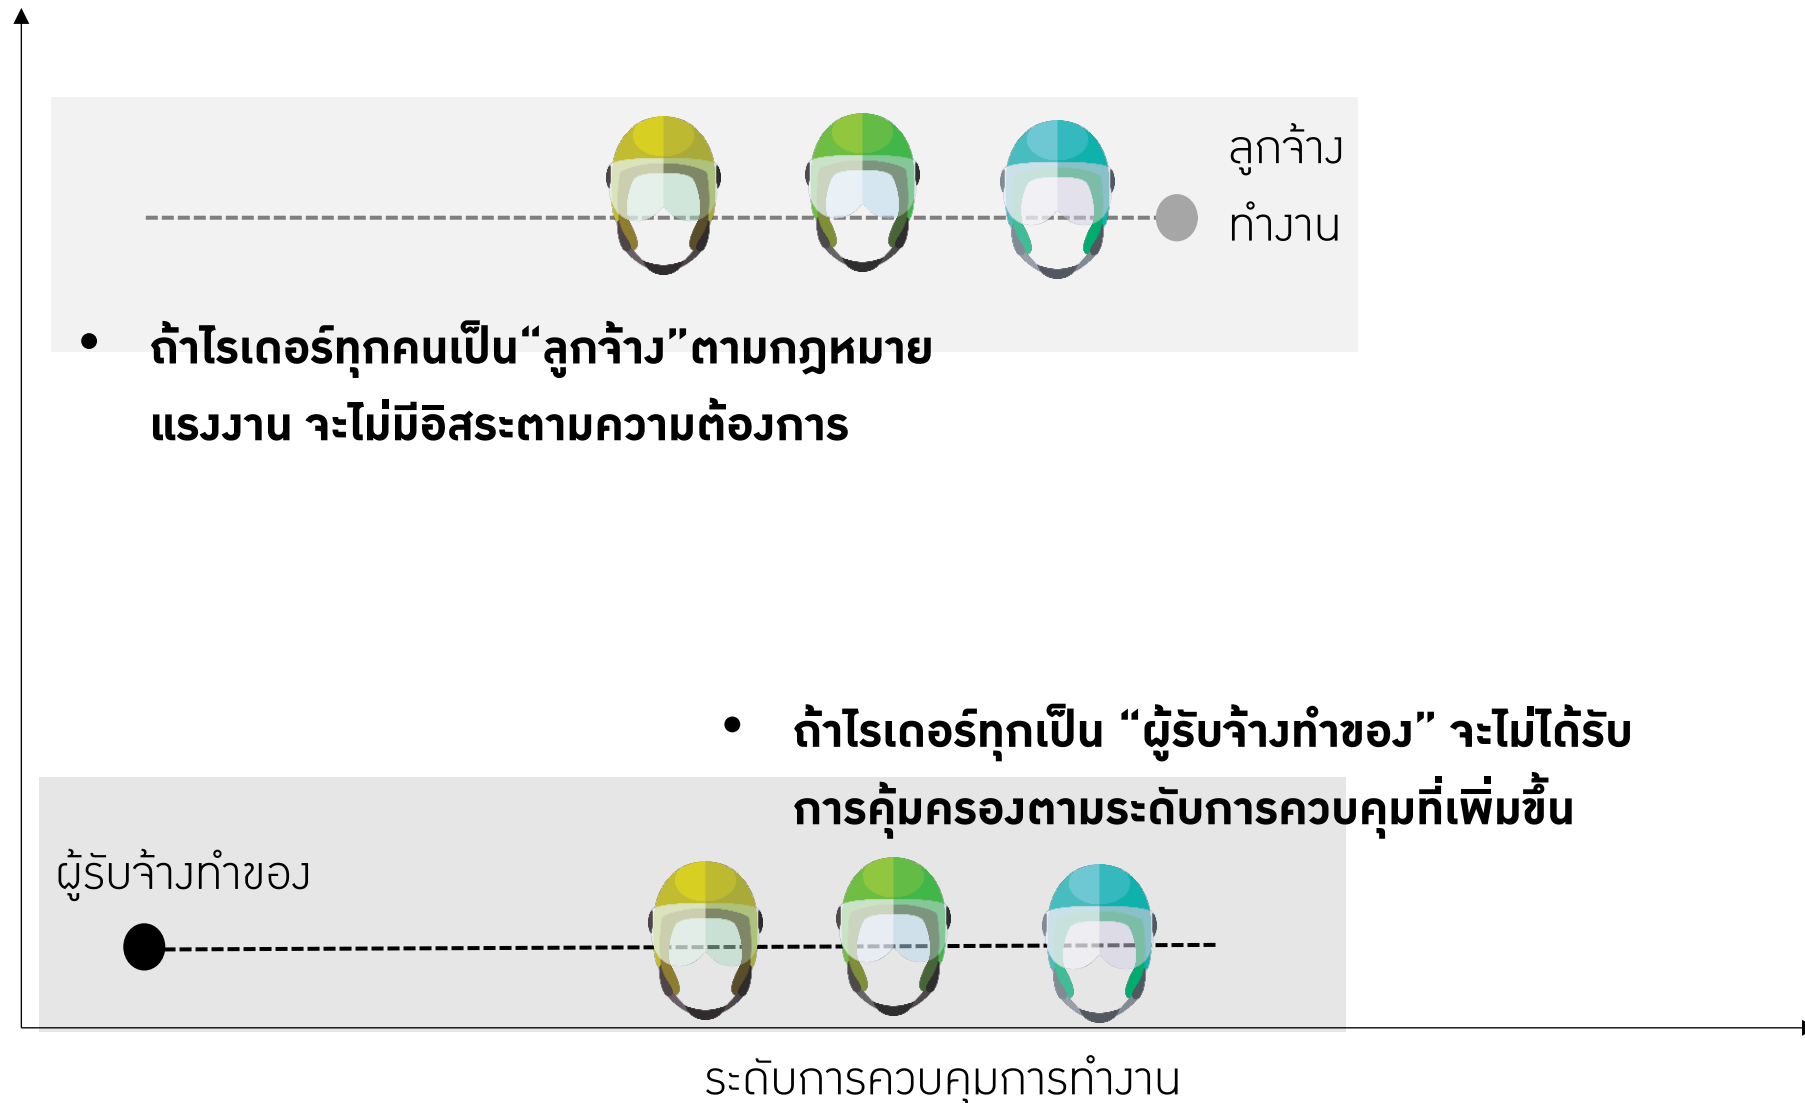 ลูกจ้าง
ทำงาน
• ถ้าไรเดอร์ทุกคนเป็น“ลูกจ้าง”ตามกฎหมาย
แรงงาน จะไม่มีอิสระตามความต้องการ
• ถ้าไรเดอร์ทุกเป็น “ผู้รับจ้างทำของ” จะไม่ได้รับ
การคุ้มครองตามระดับการควบคุมที่เพิ่มขึ้น
ผู้รับจ้างทำของ
ระดับการควบคุมการทำงาน